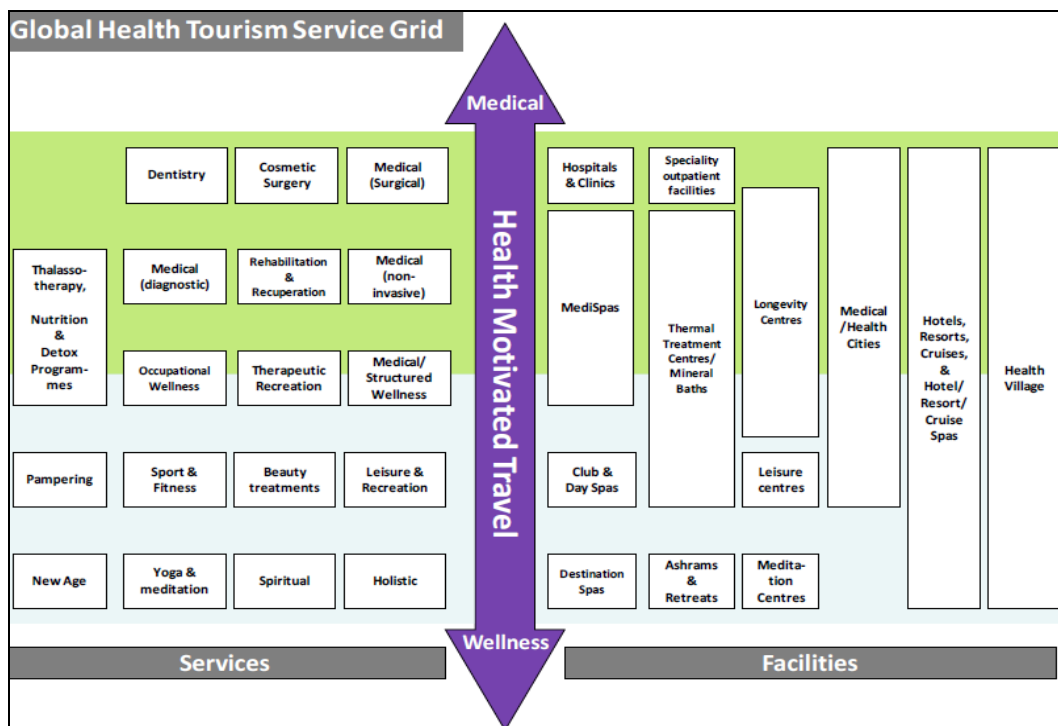 Global Health Tourism Service Grid
Medical
Dentistry
Cosmetic
Surgery
Medical
(Surgical)
Hospitals
& Clinics
Speciality
outpatient
facilities
Thalasso-
therapy,
Nutrition
&
Detox
Program-
mes
Medical
(diagnostic)
Rehabilitation
&
Recuperation
Medical
(non-
invasive)
Occupational
Wellness
Therapeutic
Recreation
Medical/
Structured
Wellness
Health Motivated Travel
MediSpas
Thermal
Treatment
Centres/
Mineral
Baths
Longevity
Centres
Medical
/Health
Cities
Hotels,
Resorts,
Cruises,
&
Hotel/
Resort/
Cruise
Spas
Health
Village
Pampering
Sport &
Fitness
Beauty
treatments
Leisure &
Recreation
Club &
Day Spas
Leisure
centres
New Age
Yoga &
meditation
Spiritual
Holistic
Destination
Spas
Ashrams
&
Retreats
Medita-
tion
Centres
Wellness
Services
Facilities